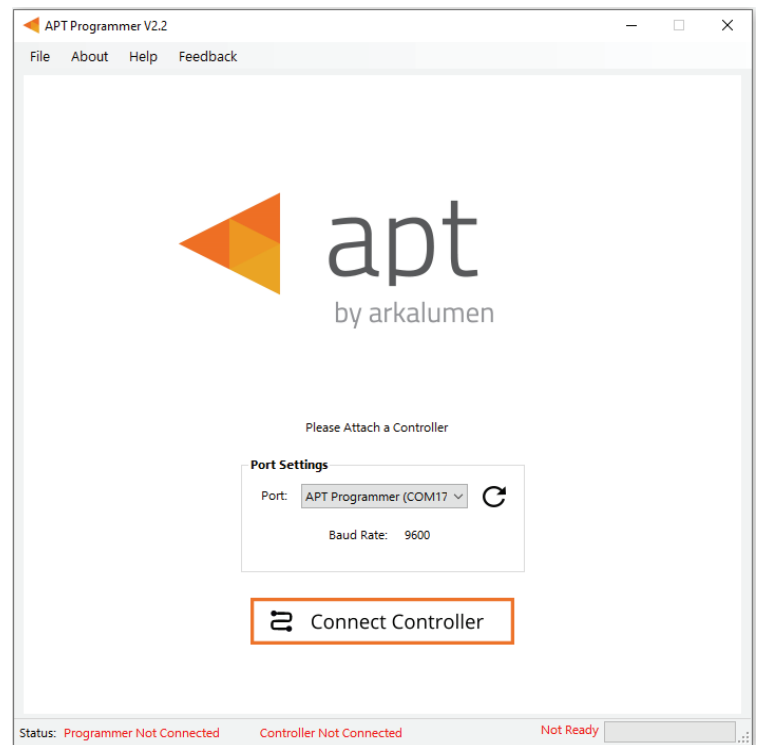 APT Programmer V2.2
File About Help Feedback
apt
by arkalumen
Please Attach a Controller
Port Settings
Port: APT Programmer (COM17
Baud Rate: 9600
Connect Controller
Status: Programmer Not Connected Controller Not Connected Not Ready